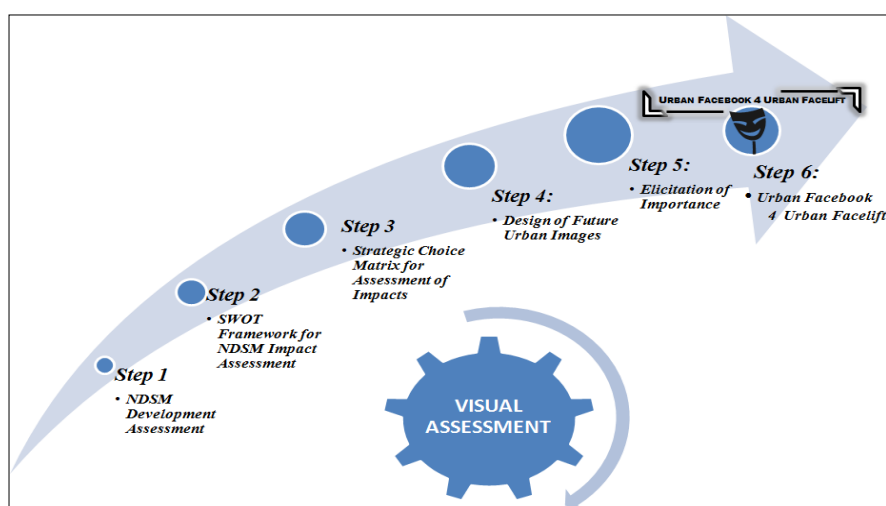 URBAN FACEBOOK 4 URBAN FACELIFT
Step 1
• NDSM
Development
Assessment
Step 2
• SWOT
Framework for
NDSM Impact
Assessment
Step 3
• Strategic Choice
Matrix for
Assessment of
Impacts
Step 4:
• Design of Future
Urban Images
Step 5:
• Elicitation of
Importance
Step 6:
• Urban Facebook
4 Urban Facelift
VISUAL
ASSESSMENT